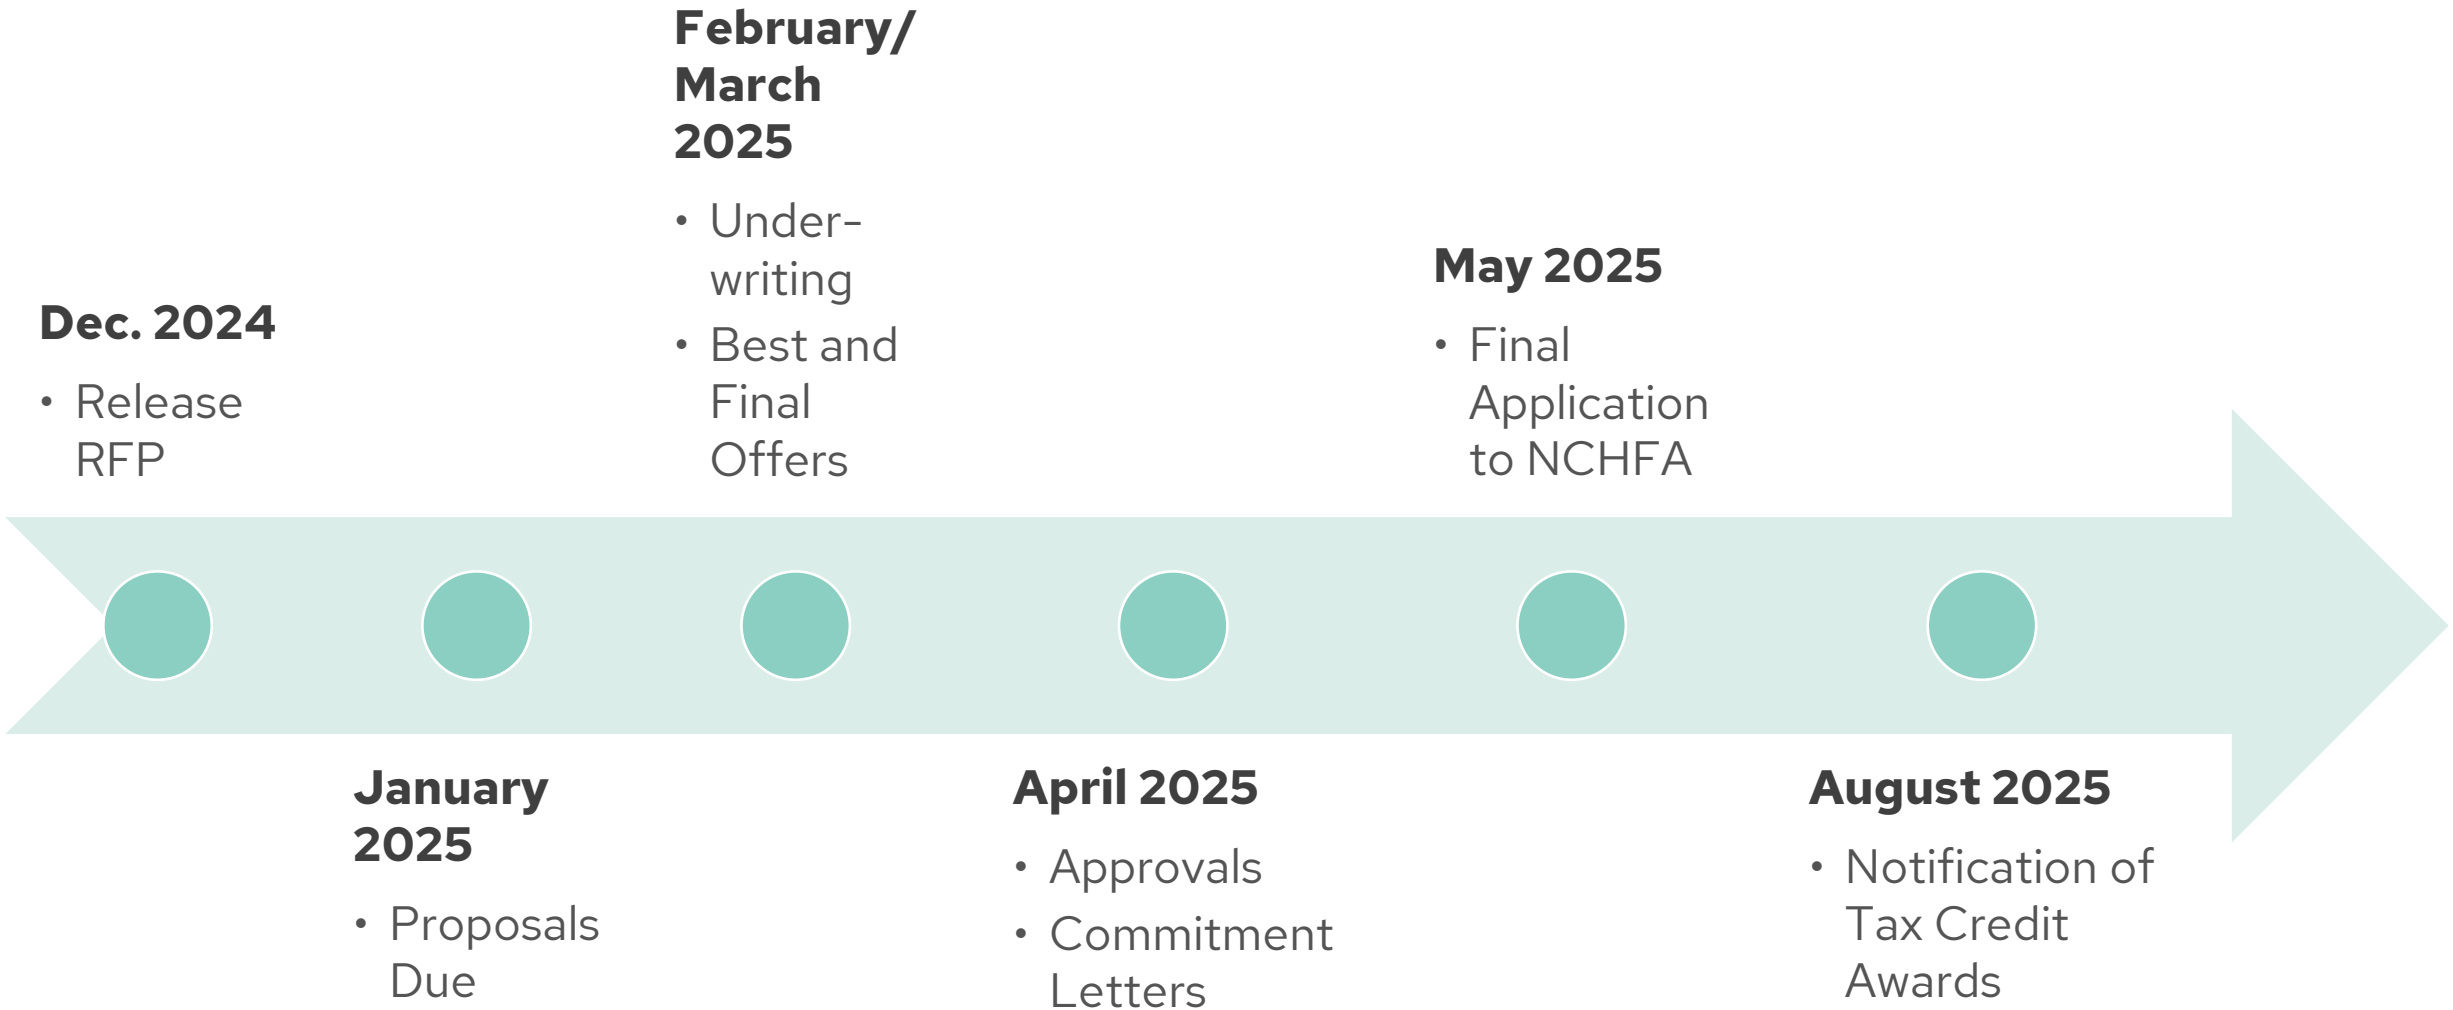 Dec. 2024
• Release
RFP
January
2025
• Proposals
Due
February/
March
2025
• Under-
writing
• Best and
Final
Offers
April 2025
• Approvals
• Commitment
Letters
May 2025
• Final
Application
to NCHFA
August 2025
• Notification of
Tax Credit
Awards